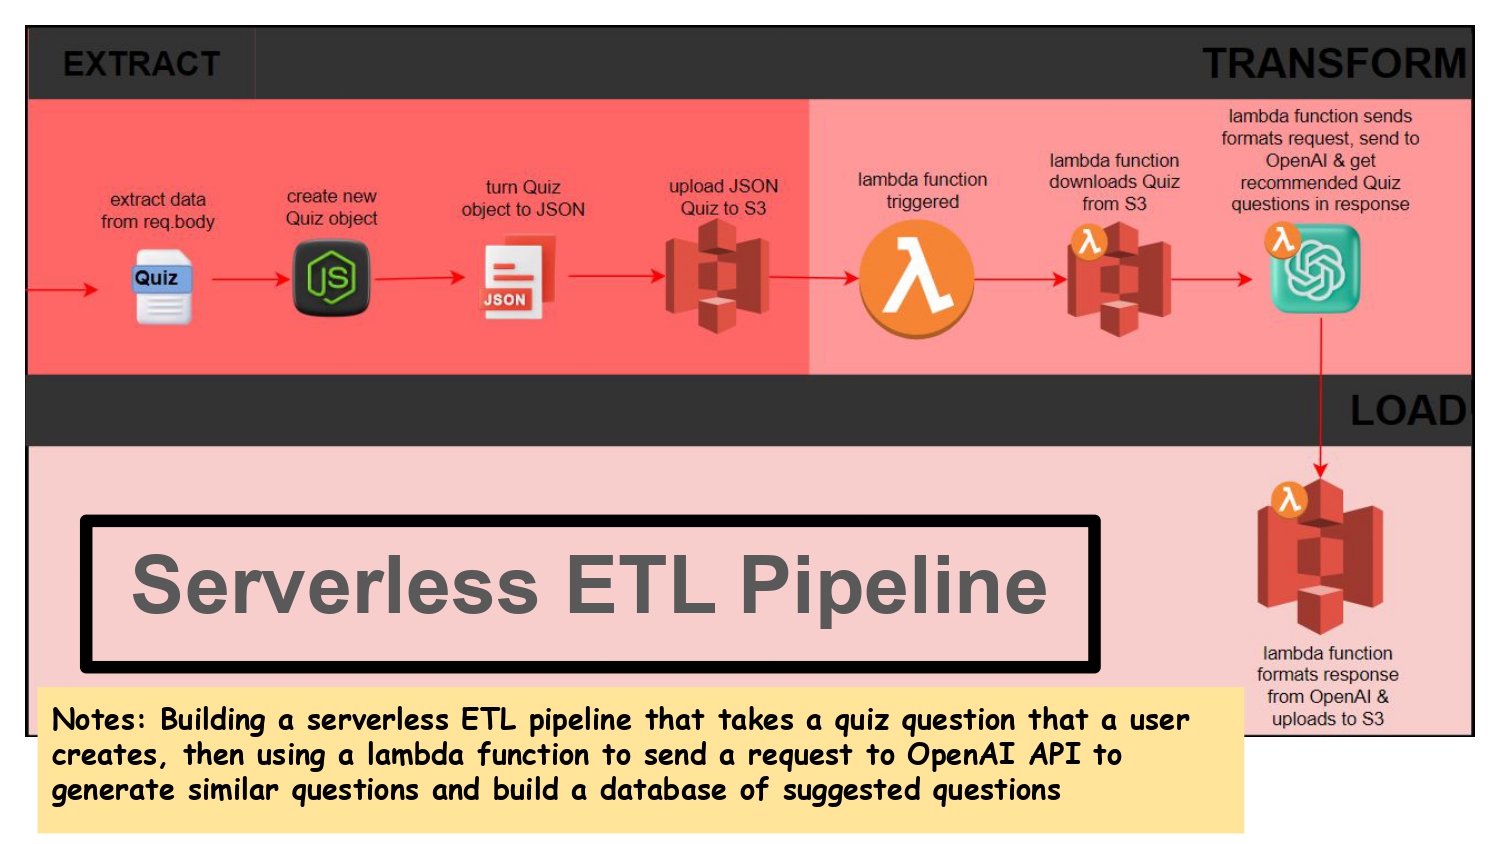 EXTRACT
TRANSFORM
extract data
from req.body
Quiz
create new
Quiz object
JS
turn Quiz
object to JSON
JSON
upload JSON
Quiz to S3
lambda function
triggered
λ
lambda function
downloads Quiz
from S3
λ
lambda function sends
formats request, send to
OpenAI & get
recommended Quiz
questions in response
λ
LOAD
λ
lambda function
formats response
from OpenAI &
uploads to S3
Serverless ETL Pipeline
Notes: Building a serverless ETL pipeline that takes a quiz question that a user
creates, then using a lambda function to send a request to OpenAI API to
generate similar questions and build a database of suggested questions